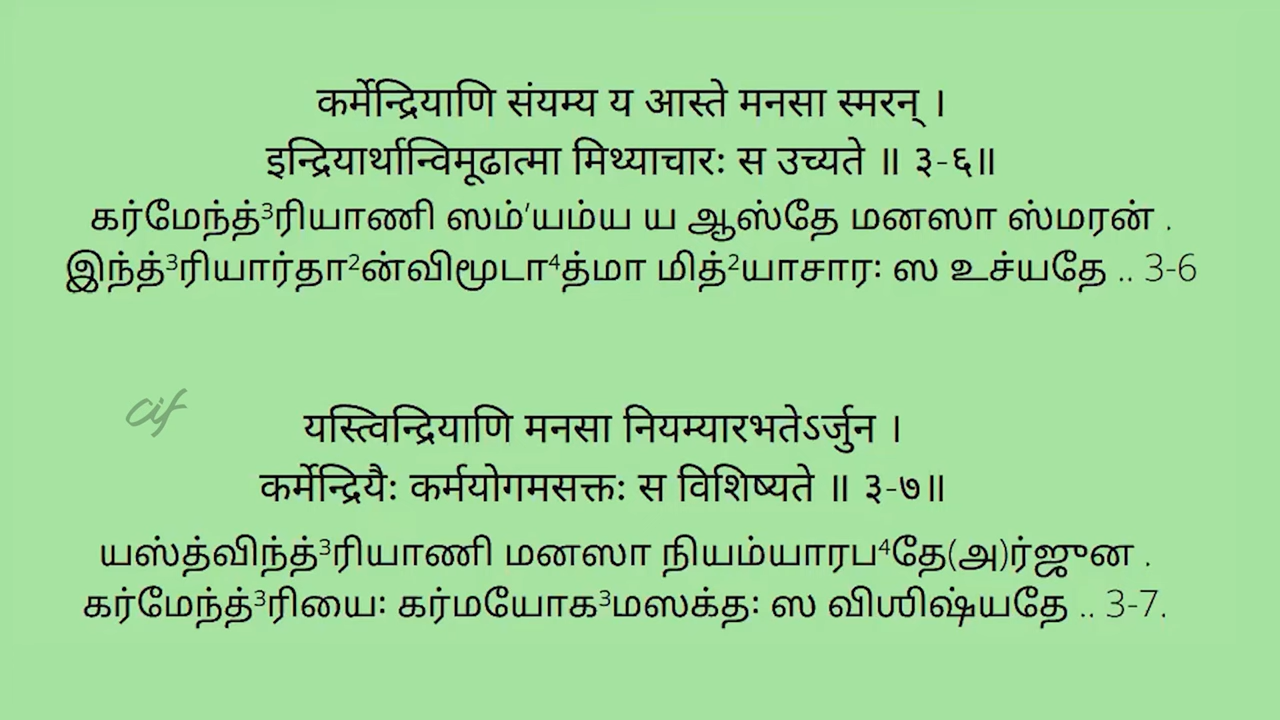 कर्मेन्द्रियाणि संयम्य य आस्ते मनसा स्मरन् ।
इन्द्रियार्थान्विमूढात्मा मिथ्याचारः स उच्यते ॥ ३-६॥
கர்மேந்த்³ரியாணி ஸம்ʼயம்ய ய ஆஸ்தே மனஸா ஸ்மரன் .
இந்த்³ரியார்தா²ன்விமூடா⁴த்மா மித்²யாசார꞉ ஸ உச்யதே .. 3-6
cif
यस्त्विन्द्रियाणि मनसा नियम्यारभतेऽर्जुन ।
कर्मेन्द्रियैः कर्मयोगमसक्तः स विशिष्यते ॥ ३-७॥
யஸ்த்விந்த்³ரியாணி மனஸா நியம்யாரப⁴தே(அ)ர்ஜுன .
கர்மேந்த்³ரியை꞉ கர்மயோக³மஸக்த꞉ ஸ விஶிஷ்யதே .. 3-7.